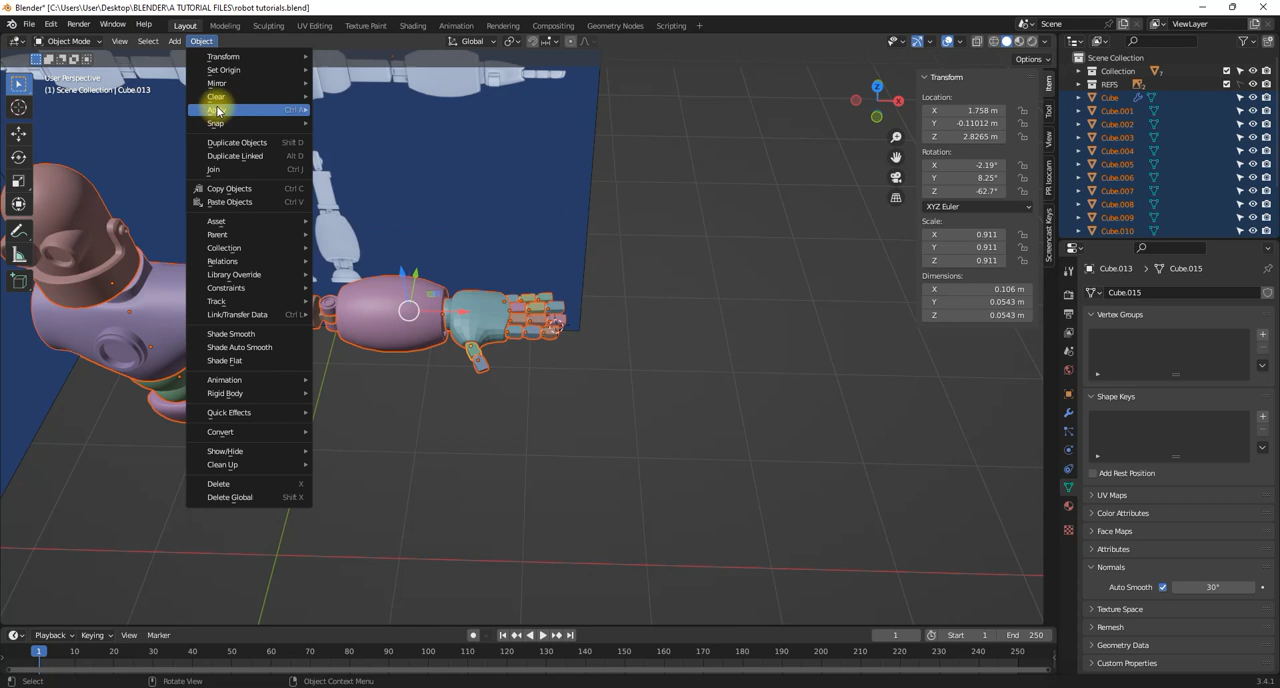 Blender* [C:\Users\User\Desktop\BLENDER\A TUTORIAL FILES\robot tutorials.blend]
File Edit Render Window Help Layout Modeling Sculpting UV Editing Texture Paint Shading Animation Rendering Compositing Geometry Nodes Scripting + Scene ViewLayer
Object Mode View Select Add Object Global
Options
User Perspective
(1) Scene Collection | Cube.013
Transform
Set Origin
Mirror
Clear
Ctrl A
Snap
Duplicate Objects Shift D
Duplicate Linked Alt D
Join Ctrl J
Copy Objects Ctrl C
Paste Objects Ctrl V
Asset
Parent
Collection
Relations
Library Override
Constraints
Track
Link/Transfer Data Ctrl L
Shade Smooth
Shade Auto Smooth
Shade Flat
Animation
Rigid Body
Quick Effects
Convert
Show/Hide
Clean Up
Delete X
Delete Global Shift X
Z
X
Transform
Location:
X 1.758 m
Y -0.11012 m
Z 2.8265 m
Rotation:
X -2.19°
Y 8.25°
Z -62.7°
XYZ Euler
Scale:
X 0.911
Y 0.911
Z 0.911
Dimensions:
X 0.106 m
Y 0.0543 m
Z 0.0543 m
Item
Tool
View
PR Isocam
Screencast Keys
Scene Collection
Collection 7
REFS 2
Cube
Cube.001
Cube.002
Cube.003
Cube.004
Cube.005
Cube.006
Cube.007
Cube.008
Cube.009
Cube.010
Cube.013 > Cube.015
Cube.015
Vertex Groups
Shape Keys
Add Rest Position
UV Maps
Color Attributes
Face Maps
Attributes
Normals
Auto Smooth 30°
Texture Space
Remesh
Geometry Data
Custom Properties
Playback Keying View Marker 1 Start 1 End 250
1 10 20 30 40 50 60 70 80 90 100 110 120 130 140 150 160 170 180 190 200 210 220 230 240 250
Select Rotate View Object Context Menu 3.4.1